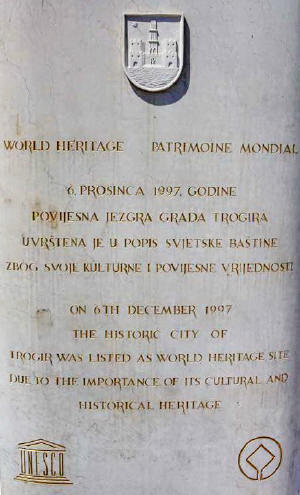 WORLD HERITAGE PATRIMOINE MONDIAL
6. PROSINCA 1997. GODINE
POVIJESNA JEZGRA GRADA TROGIRA
UVRŠTENA JE U POPIS SVJETSKE BAŠTINE
ZBOG SVOJE KULTURNE I POVIJESNE VRIJEDNOSTI
ON 6TH DECEMBER 1997
THE HISTORIC CITY OF
TROGIR WAS LISTED AS WORLD HERITAGE SITE
DUE TO THE IMPORTANCE OF ITS CULTURAL AND
HISTORICAL HERITAGE
UNESCO